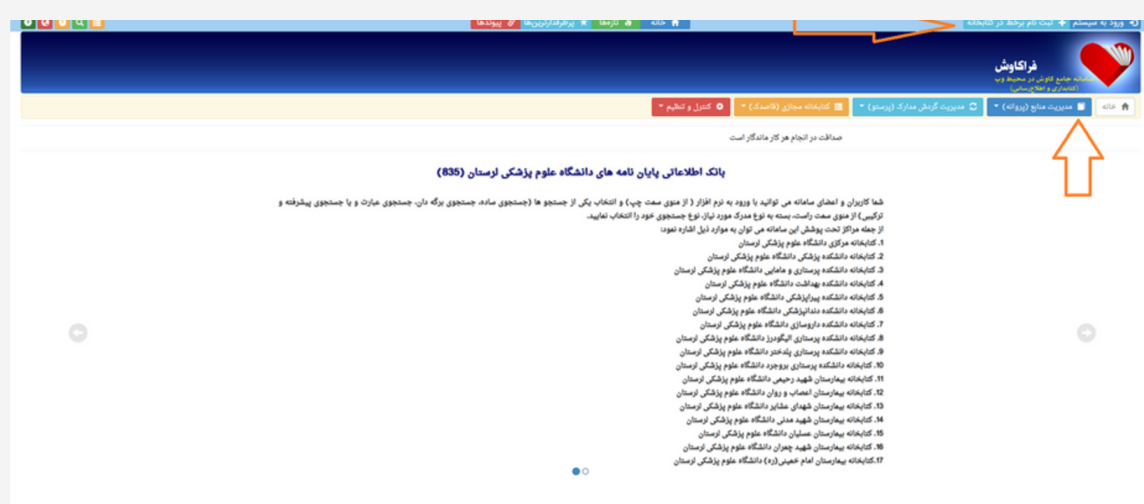 ورود به سیستم
ثبت نام برخط در کتابخانه
خانه
تازه‌ها
پرطرفدارترین‌ها
پیوندها
فراکاوش
سامانه جامع کاوش در محیط وب
(کتابداری و اطلاع‌رسانی)
خانه
مدیریت منابع (پروانه)
مدیریت گردش مدارک (پرستو)
کتابخانه مجازی (قاصدک)
کنترل و تنظیم
صداقت در انجام هر کار ماندگار است
بانک اطلاعاتی پایان نامه های دانشگاه علوم پزشکی لرستان (835)
شما کاربران و اعضای سامانه می توانید با ورود به نرم افزار ( از منوی سمت چپ) و انتخاب یکی از جستجو ها (جستجوی ساده، جستجوی برگه دان، جستجوی عبارت و یا جستجوی پیشرفته و
ترکیبی) از منوی سمت راست، بسته به نوع مدرک مورد نیاز، نوع جستجوی خود را انتخاب نمایید.
از جمله مراکز تحت پوشش این سامانه می توان به موارد ذیل اشاره نمود:
1. کتابخانه مرکزی دانشگاه علوم پزشکی لرستان
2. کتابخانه دانشکده پزشکی دانشگاه علوم پزشکی لرستان
3. کتابخانه دانشکده پرستاری و مامایی دانشگاه علوم پزشکی لرستان
4. کتابخانه دانشکده بهداشت دانشگاه علوم پزشکی لرستان
5. کتابخانه دانشکده پیراپزشکی دانشگاه علوم پزشکی لرستان
6. کتابخانه دانشکده دندانپزشکی دانشگاه علوم پزشکی لرستان
7. کتابخانه دانشکده داروسازی دانشگاه علوم پزشکی لرستان
8. کتابخانه دانشکده پرستاری الیگودرز دانشگاه علوم پزشکی لرستان
9. کتابخانه دانشکده پرستاری پلدختر دانشگاه علوم پزشکی لرستان
10. کتابخانه دانشکده پرستاری بروجرد دانشگاه علوم پزشکی لرستان
11. کتابخانه بیمارستان شهید رحیمی دانشگاه علوم پزشکی لرستان
12. کتابخانه بیمارستان اعصاب و روان دانشگاه علوم پزشکی لرستان
13. کتابخانه بیمارستان شهدای عشایر دانشگاه علوم پزشکی لرستان
14. کتابخانه بیمارستان شهید مدنی دانشگاه علوم پزشکی لرستان
15. کتابخانه بیمارستان عسلیان دانشگاه علوم پزشکی لرستان
16. کتابخانه بیمارستان شهید چمران دانشگاه علوم پزشکی لرستان
17.کتابخانه بیمارستان امام خمینی(ره) دانشگاه علوم پزشکی لرستان